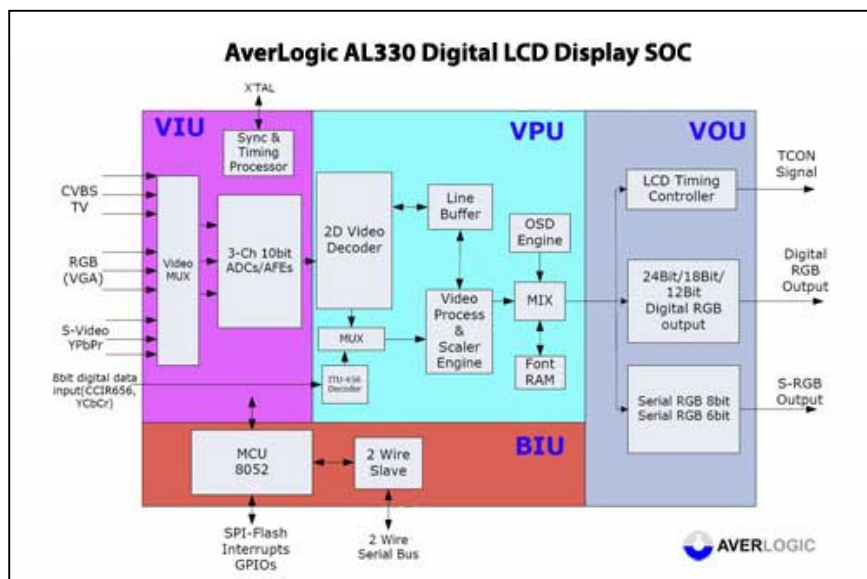 AverLogic AL330 Digital LCD Display SOC
X'TAL
VIU
VPU
VOU
Sync &
Timing
Processor
CVBS
TV
RGB
(VGA)
S-Video
YPbPr
8bit digital data
input(CCIR656,
YCbCr)
Video
MUX
3-Ch 10bit
ADCs/AFEs
2D Video
Decoder
MUX
ITU-656
Decoder
Line
Buffer
Video
Process
&
Scaler
Engine
OSD
Engine
MIX
Font
RAM
LCD Timing
Controller
24Bit/18Bit/
12Bit
Digital RGB
output
Serial RGB 8bit
Serial RGB 6bit
TCON
Signal
Digital
RGB
Output
S-RGB
Output
BIU
MCU
8052
2 Wire
Slave
SPI-Flash
Interrupts
GPIOs
2 Wire
Serial Bus
AVERLOGIC